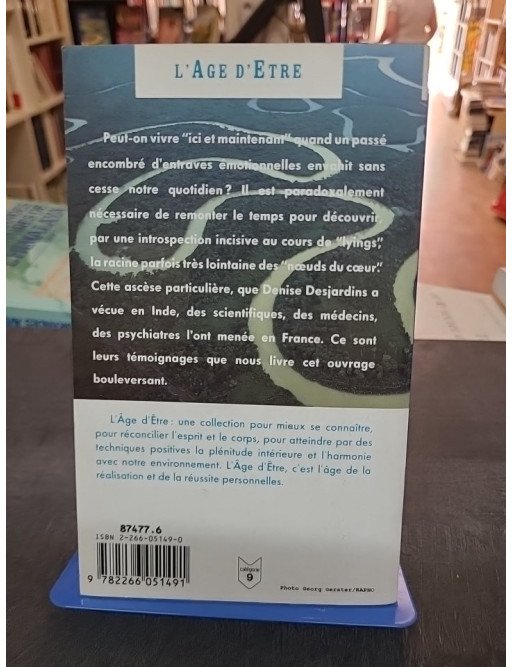 L'AGE D'ETRE
Peut-on vivre "ici et maintenant" quand un passé
encombré d'entraves émotionnelles envahit sans
cesse notre quotidien ? Il est paradoxalement
nécessaire de remonter le temps pour découvrir,
par une introspection incisive au cours de "lyings",
la racine parfois très lointaine des "nœuds du cœur".
Cette ascèse particulière, que Denise Desjardins a
vécue en Inde, des scientifiques, des médecins,
des psychiatres l'ont menée en France. Ce sont
leurs témoignages que nous livre cet ouvrage
bouleversant.
L'Âge d'Être : une collection pour mieux se connaître,
pour réconcilier l'esprit et le corps, pour atteindre par des
techniques positives la plénitude intérieure et l'harmonie
avec notre environnement. L'Âge d'Être, c'est l'âge de la
réalisation et de la réussite personnelles.
87477.6
ISBN 2-266-05149-0
9 782266 051491
catégorie
9
Photo Georg Gerster/RAPHO